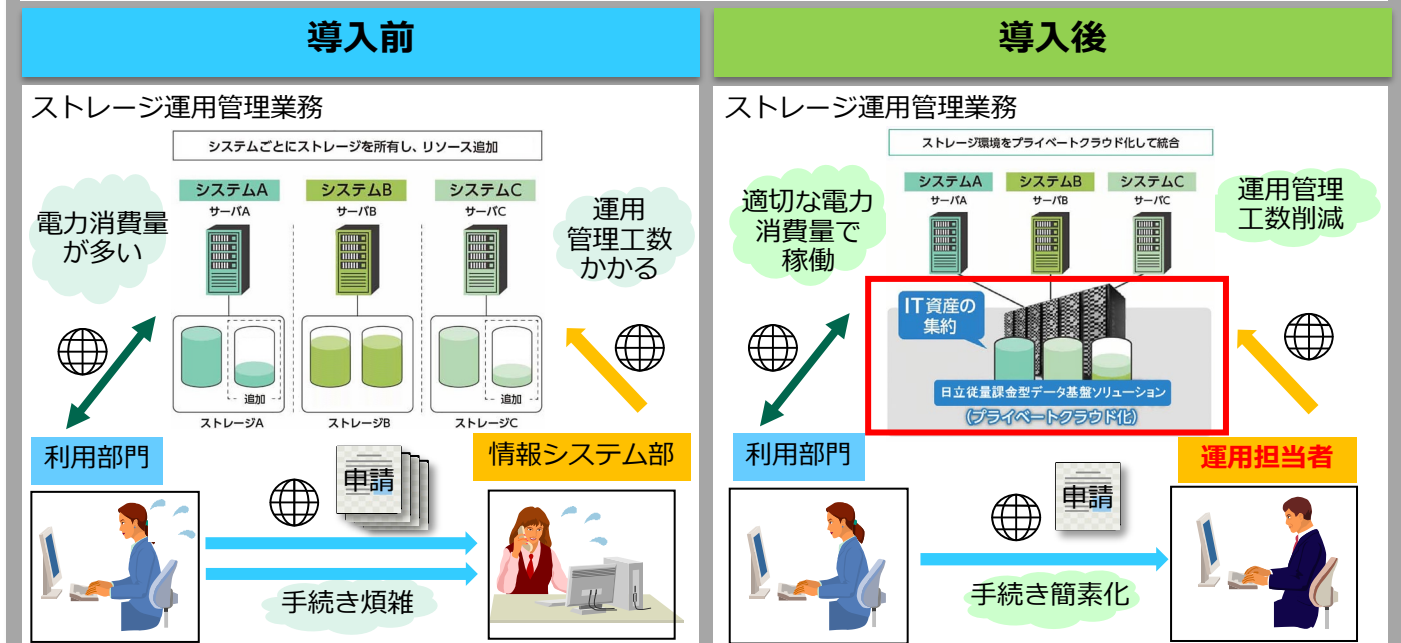 導入前
ストレージ運用管理業務
システムごとにストレージを所有し、リソース追加
電力消費量
が多い
システムA
サーバA
システムB
サーバB
システムC
サーバC
運用
管理工数
かかる
追加
追加
ストレージA
ストレージB
ストレージC
利用部門
申請
情報システム部
手続き煩雑
導入後
ストレージ運用管理業務
ストレージ環境をプライベートクラウド化して統合
適切な電力
消費量で
稼働
システムA
サーバA
システムB
サーバB
システムC
サーバC
運用管理
工数削減
IT資産の
集約
日立従量課金型データ基盤ソリューション
(プライベートクラウド化)
利用部門
申請
運用担当者
手続き簡素化